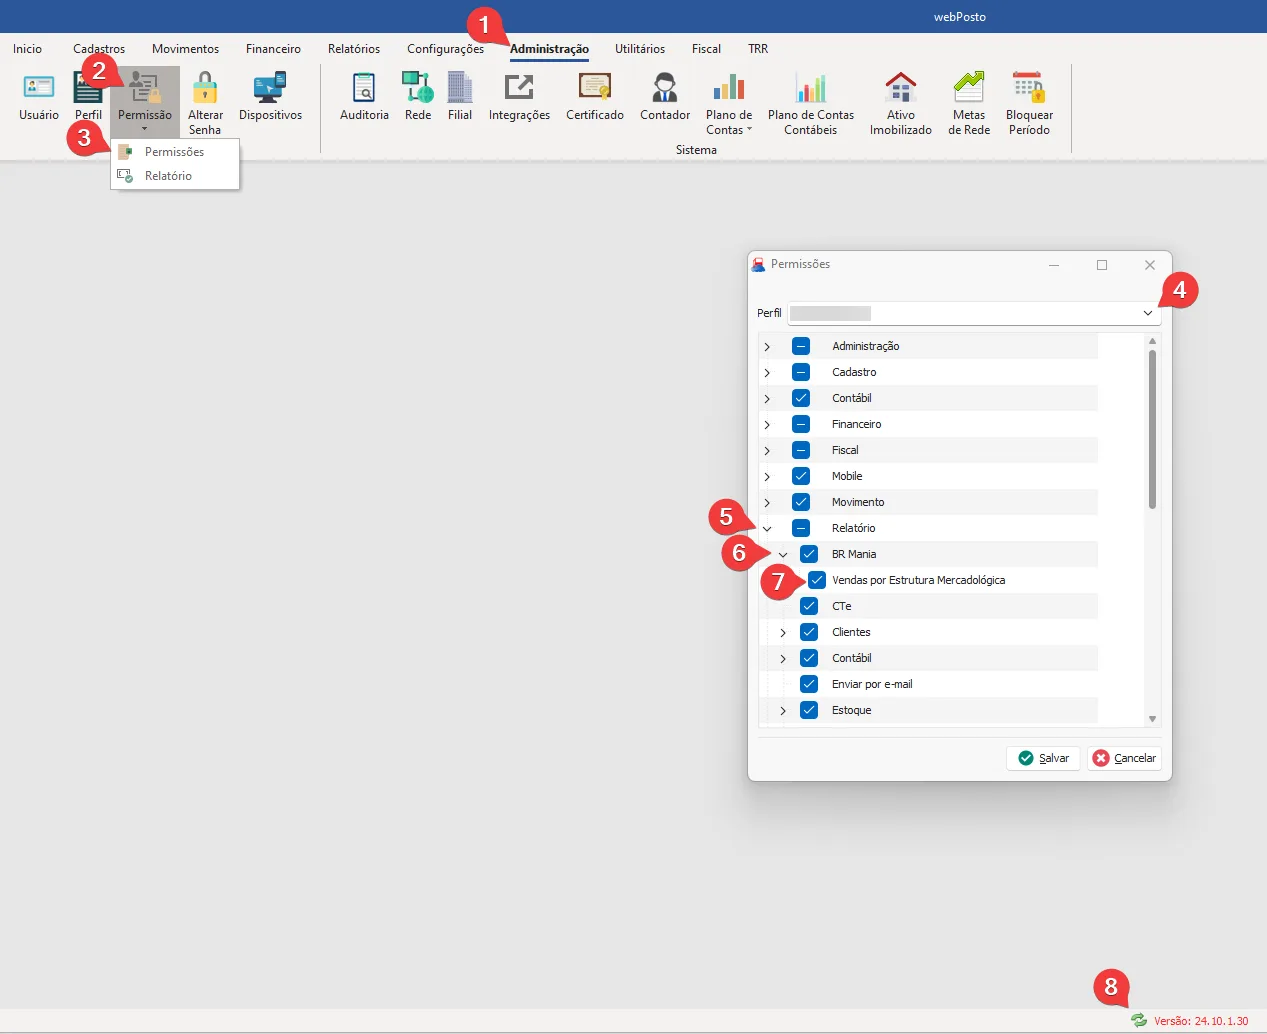 webPosto
1
Inicio
Cadastros
Movimentos
Financeiro
Relatórios
Configurações
Administração
Utilitários
Fiscal
TRR
2
Usuário
Perfil
Permissão
Alterar
Senha
Dispositivos
Auditoria
Rede
Filial
Integrações
Certificado
Contador
Plano de
Contas
Plano de Contas
Contábeis
Ativo
Imobilizado
Metas
de Rede
Bloquear
Período
Sistema
3
Permissões
Relatório
Permissões
4
Perfil
Administração
Cadastro
Contábil
Financeiro
Fiscal
Mobile
Movimento
5
Relatório
6
BR Mania
7
Vendas por Estrutura Mercadológica
CTe
Clientes
Contábil
Enviar por e-mail
Estoque
Salvar
Cancelar
8
Versão: 24.10.1.30